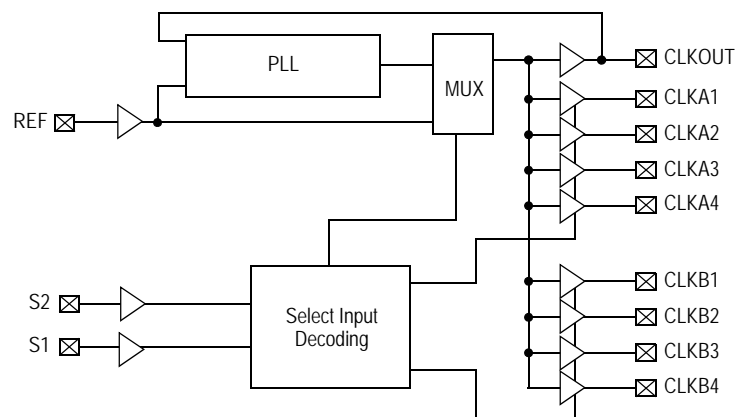 PLL
MUX
CLKOUT
REF
CLKA1
CLKA2
CLKA3
CLKA4
S2
S1
Select Input
Decoding
CLKB1
CLKB2
CLKB3
CLKB4